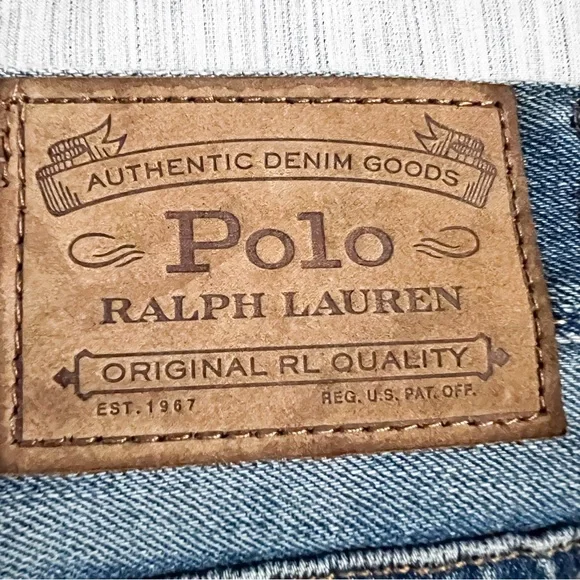 AUTHENTIC DENIM GOODS
Polo
RALPH LAUREN
ORIGINAL RL QUALITY
EST. 1967 REG. U.S. PAT. OFF.